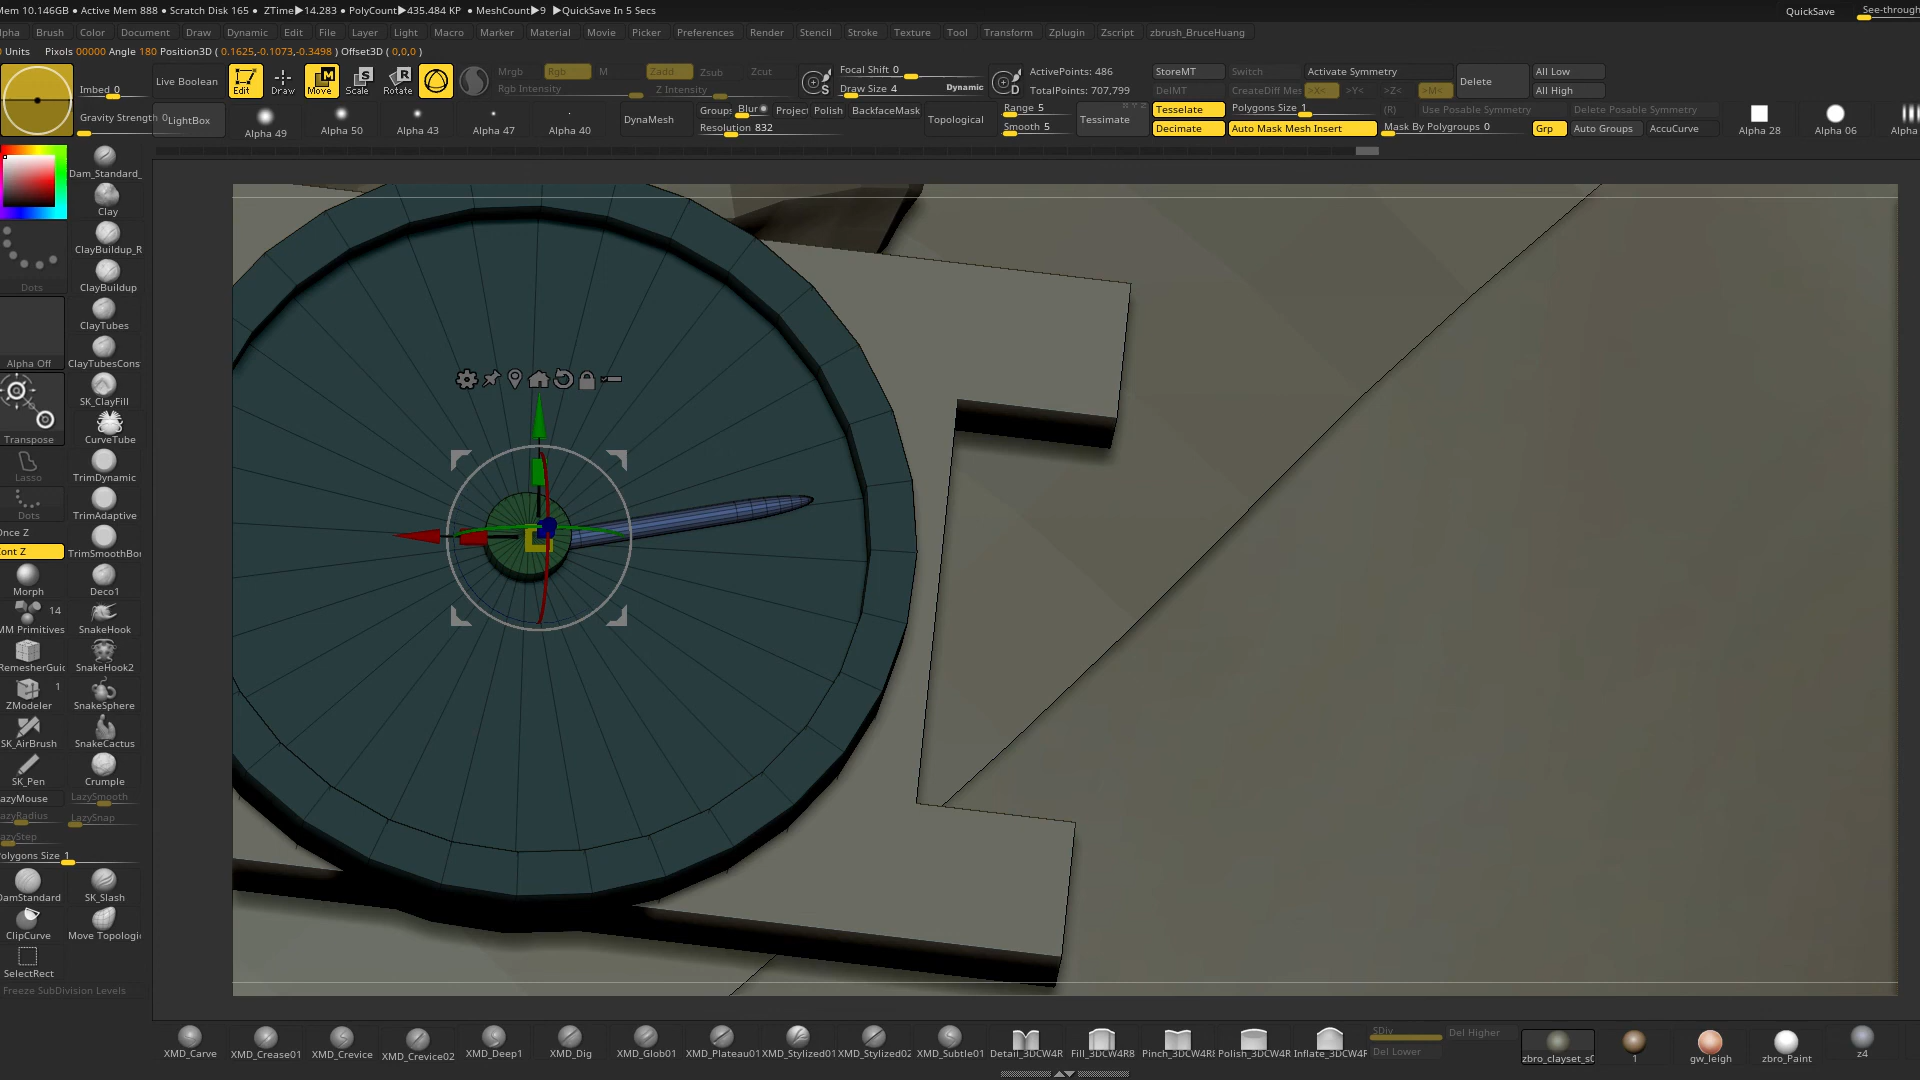 Mem 10.146GB • Active Mem 888 • Scratch Disk 165 •  ZTime▶14.283 • PolyCount▶435.484 KP  • MeshCount▶9  ▶QuickSave In 5 Secs
QuickSave
See-through
lpha Brush Color Document Draw Dynamic Edit File Layer Light Macro Marker Material Movie Picker Preferences Render Stencil Stroke Texture Tool Transform Zplugin Zscript zbrush_BruceHuang
Units Pixols 00000 Angle 180 Position3D ( 0.1625,-0.1073,-0.3498 ) Offset3D ( 0,0,0 )
Imbed 0
Gravity Strength 0
Live Boolean
LightBox
Edit Draw Move Scale Rotate
Mrgb Rgb M Zadd Zsub Zcut
Rgb Intensity Z Intensity
S
Focal Shift 0
Draw Size 4 Dynamic
D
ActivePoints: 486
TotalPoints: 707,799
StoreMT Switch Activate Symmetry
DelMT CreateDiff Mes >X< >Y< >Z< >M<
Delete
All Low
All High
Alpha 49 Alpha 50 Alpha 43 Alpha 47 Alpha 40
DynaMesh
Groups Blur Project Polish BackfaceMask
Resolution 832
Topological
Range 5
Smooth 5
Tessimate
Tesselate Polygons Size 1 (R) Use Posable Symmetry Delete Posable Symmetry
Decimate Auto Mask Mesh Insert Mask By Polygroups 0 Grp Auto Groups AccuCurve
Alpha 28 Alpha 06 Alpha
Dam_Standard_
Clay
ClayBuildup_R
Dots ClayBuildup
ClayTubes
Alpha Off ClayTubesCons
SK_ClayFill
Transpose CurveTube
Lasso TrimDynamic
Dots TrimAdaptive
Once Z
Cont Z TrimSmoothBor
Morph Deco1
14
MM Primitives SnakeHook
RemesherGuid SnakeHook2
1
ZModeler SnakeSphere
SK_AirBrush SnakeCactus
SK_Pen Crumple
LazyMouse LazySmooth
LazyRadius LazySnap
LazyStep
Polygons Size 1
DamStandard SK_Slash
ClipCurve Move Topologi
SelectRect
Freeze SubDivision Levels
XMD_Carve XMD_Crease01 XMD_Crevice XMD_Crevice02 XMD_Deep1 XMD_Dig XMD_Glob01 XMD_Plateau01 XMD_Stylized01 XMD_Stylized02 XMD_Subtle01 Detail_3DCW4R Fill_3DCW4R8 Pinch_3DCW4R8 Polish_3DCW4R Inflate_3DCW4R
SDiv Del Higher
Del Lower
zbro_clayset_s0 1 gw_leigh zbro_Paint z4